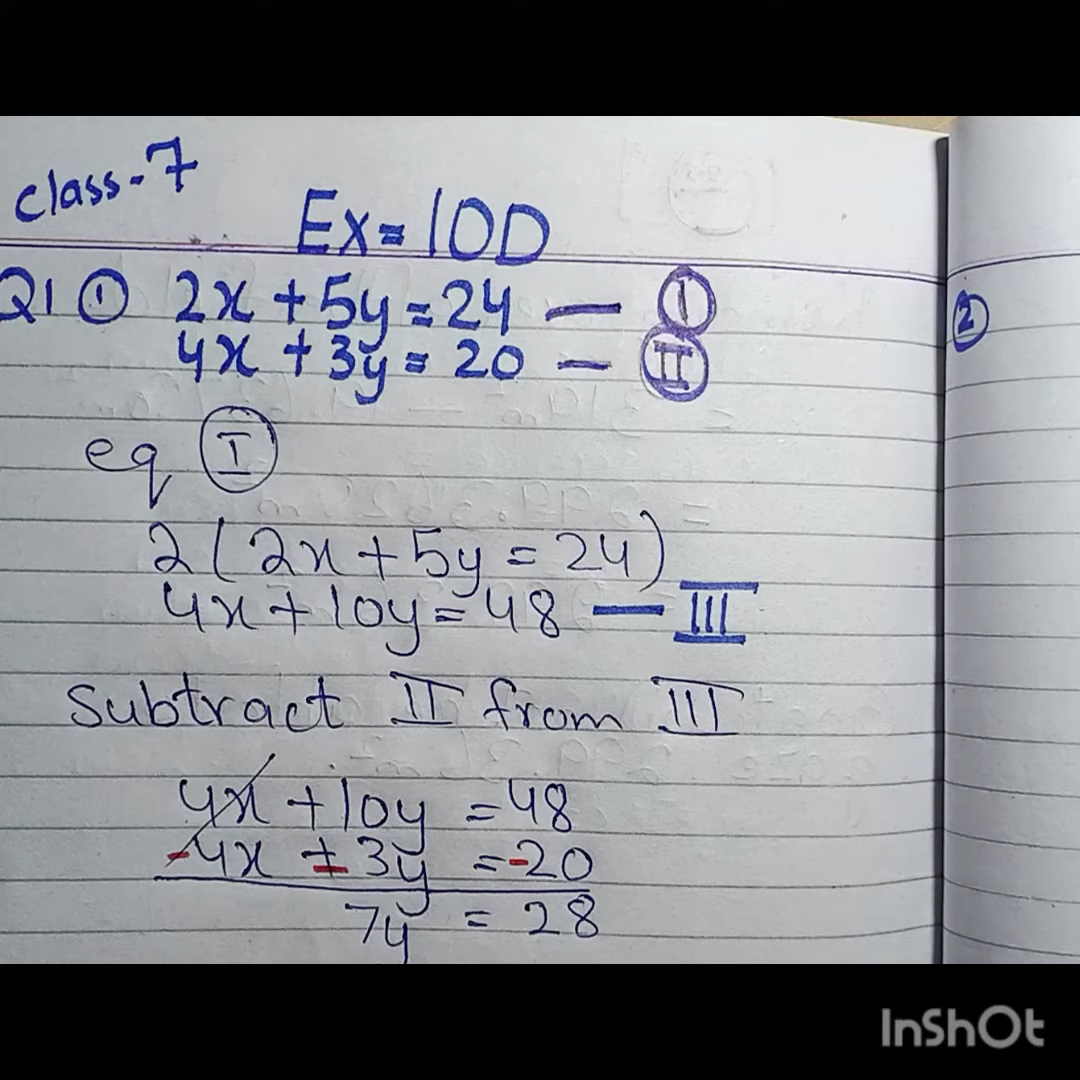 class-7
Ex=10D
Q1 ① 2x + 5y = 24 — Ⅰ
4x + 3y = 20 — Ⅱ
eq Ⅰ
2(2x + 5y = 24)
4x + 10y = 48 — III
Subtract II from III
4x + 10y = 48
-4x ± 3y = -20
7y = 28
②
InShOt